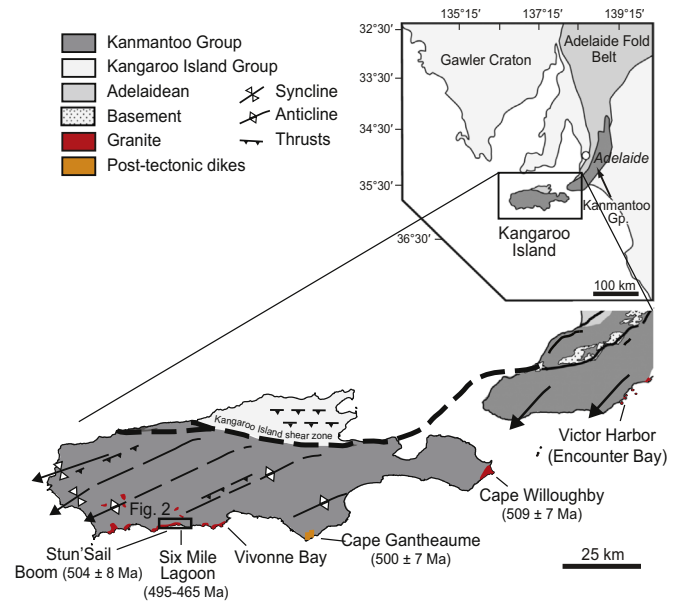 Kanmantoo Group
Kangaroo Island Group
Adelaidean
Basement
Granite
Post-tectonic dikes
Syncline
Anticline
Thrusts
135°15′
137°15′
139°15′
32°30′
33°30′
34°30′
35°30′
36°30′
Gawler Craton
Adelaide Fold
Belt
Adelaide
Kanmantoo
Gp.
Kangaroo
Island
100 km
Kangaroo Island shear zone
Victor Harbor
(Encounter Bay)
Cape Willoughby
(509 ± 7 Ma)
Fig. 2
Stun'Sail
Boom (504 ± 8 Ma)
Six Mile
Lagoon
(495-465 Ma)
Vivonne Bay
Cape Gantheaume
(500 ± 7 Ma)
25 km